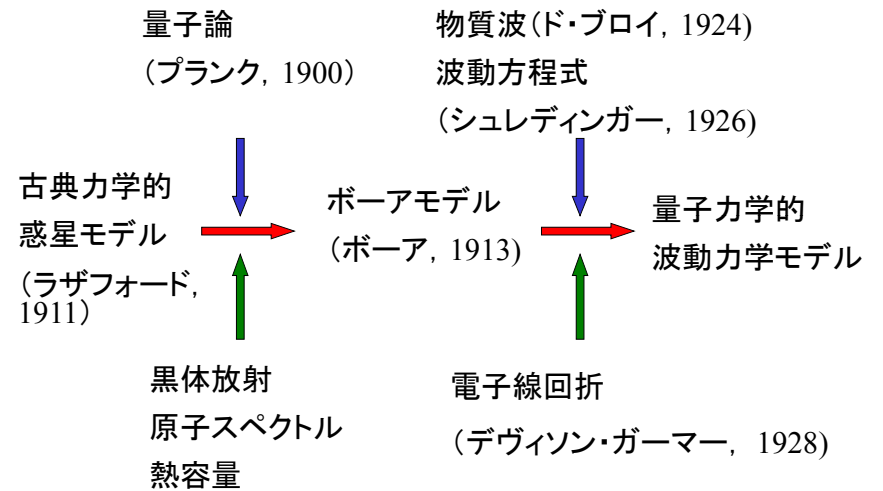 量子論
（プランク，1900）
物質波（ド・ブロイ，1924)
波動方程式
（シュレディンガー，1926)
古典力学的
惑星モデル
（ラザフォード，
1911）
ボーアモデル
（ボーア，1913)
量子力学的
波動力学モデル
黒体放射
原子スペクトル
熱容量
電子線回折
（デヴィソン・ガーマー， 1928)